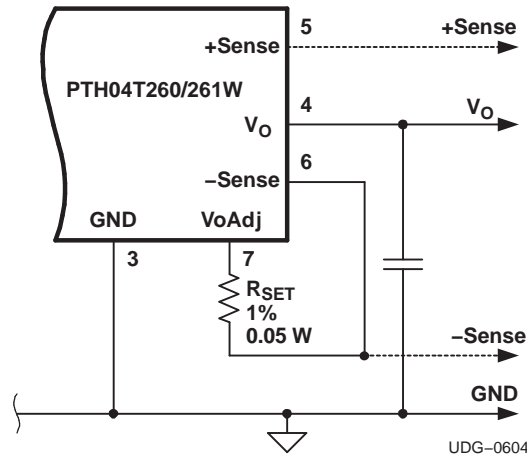 5
+Sense
+Sense
PTH04T260/261W
4
VO
VO
6
−Sense
GND
VoAdj
3
7
RSET
1%
0.05 W
−Sense
GND
UDG−0604